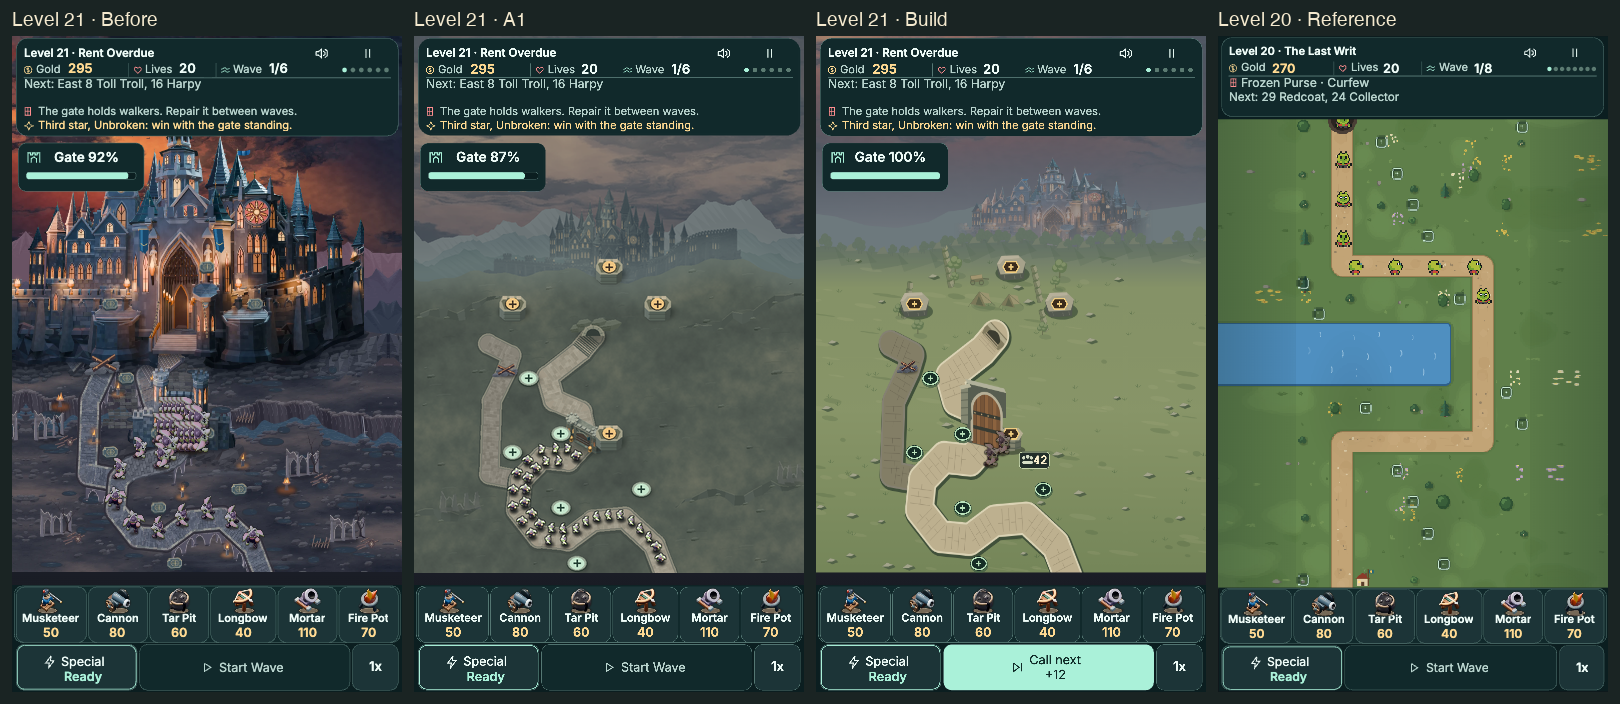 Level 21 · Before
Level 21 · Rent Overdue
Gold 295
Lives 20
Wave 1/6
Next: East 8 Toll Troll, 16 Harpy
The gate holds walkers. Repair it between waves.
Third star, Unbroken: win with the gate standing.
Gate 92%
Musketeer 50
Cannon 80
Tar Pit 60
Longbow 40
Mortar 110
Fire Pot 70
Special Ready
Start Wave
1x
Level 21 · A1
Level 21 · Rent Overdue
Gold 295
Lives 20
Wave 1/6
Next: East 8 Toll Troll, 16 Harpy
The gate holds walkers. Repair it between waves.
Third star, Unbroken: win with the gate standing.
Gate 87%
Musketeer 50
Cannon 80
Tar Pit 60
Longbow 40
Mortar 110
Fire Pot 70
Special Ready
Start Wave
1x
Level 21 · Build
Level 21 · Rent Overdue
Gold 295
Lives 20
Wave 1/6
Next: East 8 Toll Troll, 16 Harpy
The gate holds walkers. Repair it between waves.
Third star, Unbroken: win with the gate standing.
Gate 100%
42
Musketeer 50
Cannon 80
Tar Pit 60
Longbow 40
Mortar 110
Fire Pot 70
Special Ready
Call next
+12
1x
Level 20 · Reference
Level 20 · The Last Writ
Gold 270
Lives 20
Wave 1/8
Frozen Purse · Curfew
Next: 29 Redcoat, 24 Collector
Musketeer 50
Cannon 80
Tar Pit 60
Longbow 40
Mortar 110
Fire Pot 70
Special Ready
Start Wave
1x